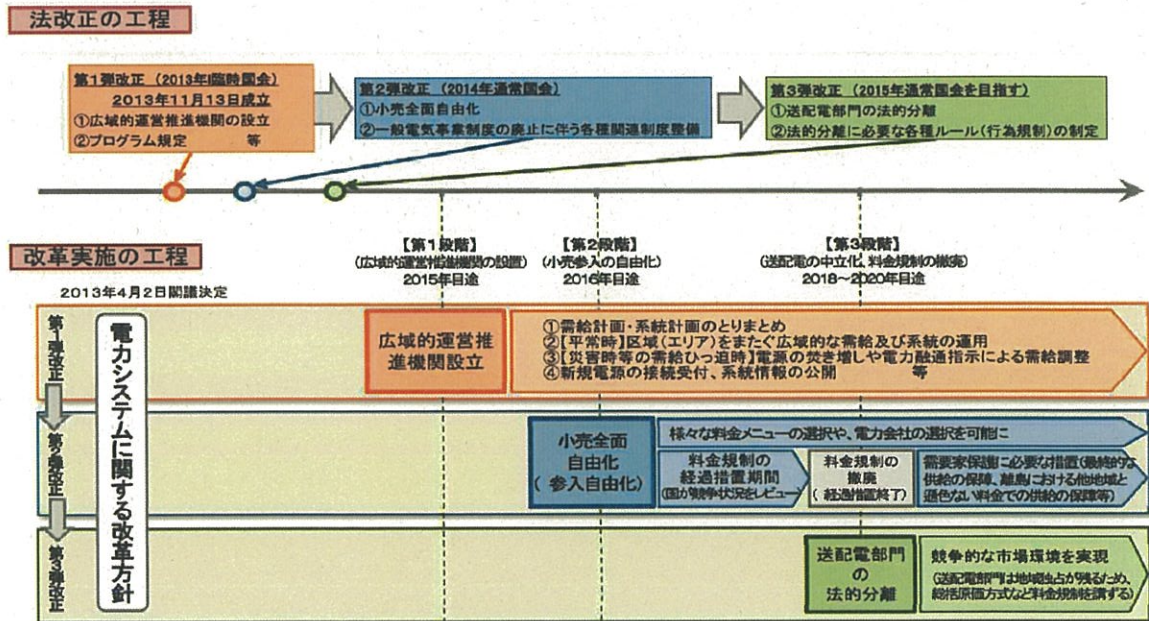 法改正の工程
第1弾改正 (2013年臨時国会)
2013年11月13日成立
①広域的運営推進機関の設立
②プログラム規定 等
第2弾改正 (2014年通常国会)
①小売全面自由化
②一般電気事業制度の廃止に伴う各種関連制度整備
第3弾改正 (2015年通常国会を目指す)
①送配電部門の法的分離
②法的分離に必要な各種ルール(行為規制)の制定
改革実施の工程
【第1段階】
(広域的運営推進機関の設置)
2015年目途
【第2段階】
(小売参入の自由化)
2016年目途
【第3段階】
(送配電の中立化、料金規制の撤廃)
2018~2020年目途
2013年4月2日閣議決定
電力システムに関する改革方針
第1弾改正
広域的運営推
進機関設立
①需給計画・系統計画のとりまとめ
②【平常時】区域(エリア)をまたぐ広域的な需給及び系統の運用
③【災害時等の需給ひっ迫時】電源の焚き増しや電力融通指示による需給調整
④新規電源の接続受付、系統情報の公開 等
第2弾改正
小売全面
自由化
(参入自由化)
様々な料金メニューの選択や、電力会社の選択を可能に
料金規制の
経過措置期間
(国が競争状況をレビュー)
料金規制の
撤廃
(経過措置終了)
需要家保護に必要な措置(最終的な
供給の保障、離島における他地域と
遜色ない料金での供給の保障等)
第3弾改正
送配電部門
の
法的分離
競争的な市場環境を実現
(送配電部門は地域独占が残るため、
総括原価方式など料金規制を講ずる)